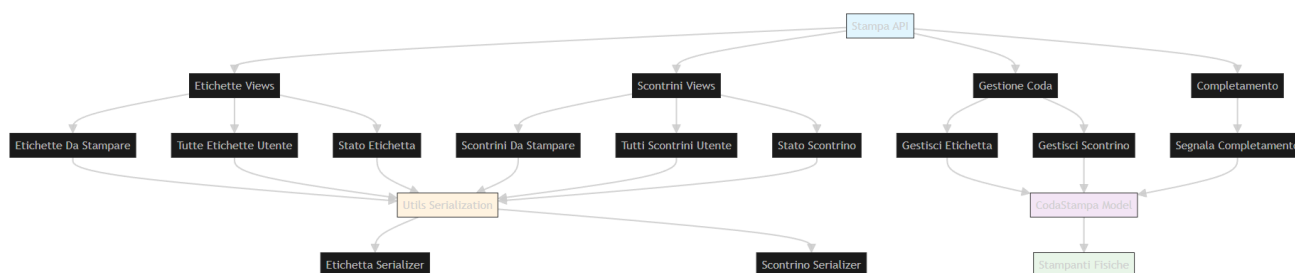 Stampa API
Etichette Views
Scontrini Views
Gestione Coda
Completamento
Etichette Da Stampare
Tutte Etichette Utente
Stato Etichetta
Scontrini Da Stampare
Tutti Scontrini Utente
Stato Scontrino
Gestisci Etichetta
Gestisci Scontrino
Segnala Completamento
Utils Serialization
CodaStampa Model
Etichetta Serializer
Scontrino Serializer
Stampanti Fisiche